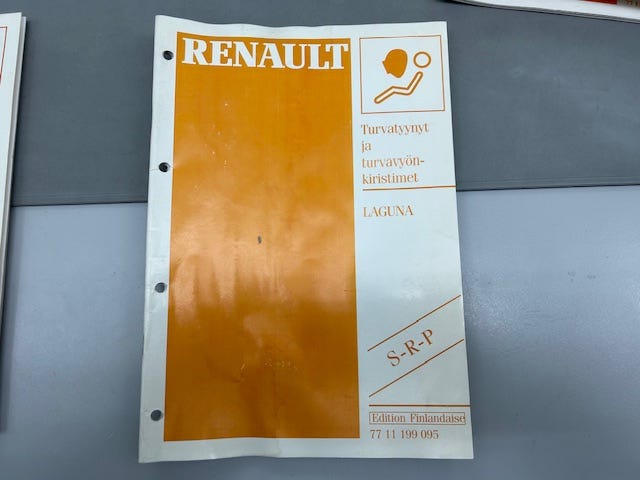 RENAULT
Turvatyynyt
ja
turvavyön-
kiristimet
LAGUNA
S-R-P
Edition Finlandaise
77 11 199 095